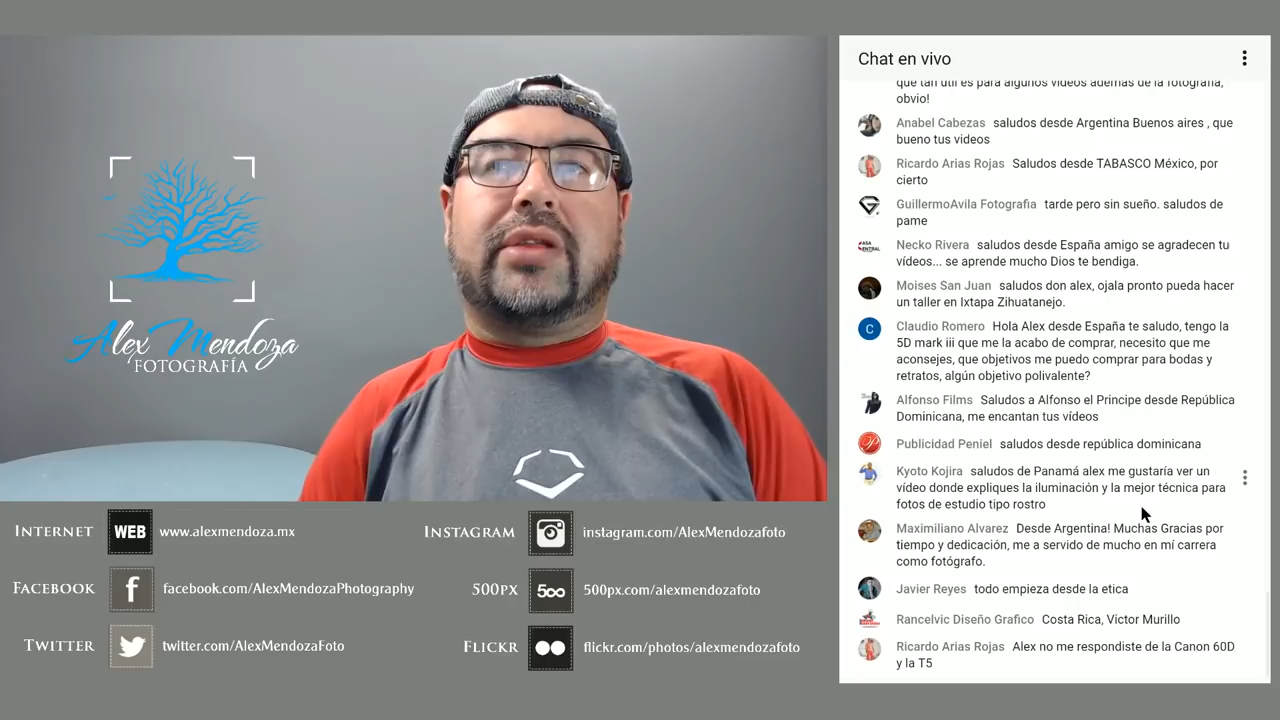 Alex Mendoza
FOTOGRAFÍA
INTERNET WEB www.alexmendoza.mx
FACEBOOK f facebook.com/AlexMendozaPhotography
TWITTER twitter.com/AlexMendozaFoto
INSTAGRAM instagram.com/AlexMendozafoto
500PX 500 500px.com/alexmendozafoto
FLICKR flickr.com/photos/alexmendozafoto
Chat en vivo
que tan util es para algunos videos además de la fotografía,
obvio!
Anabel Cabezas saludos desde Argentina Buenos aires , que
bueno tus videos
Ricardo Arias Rojas Saludos desde TABASCO México, por
cierto
GuillermoAvila Fotografia tarde pero sin sueño. saludos de
pame
Necko Rivera saludos desde España amigo se agradecen tu
vídeos... se aprende mucho Dios te bendiga.
Moises San Juan saludos don alex, ojala pronto pueda hacer
un taller en Ixtapa Zihuatanejo.
C Claudio Romero Hola Alex desde España te saludo, tengo la
5D mark iii que me la acabo de comprar, necesito que me
aconsejes, que objetivos me puedo comprar para bodas y
retratos, algún objetivo polivalente?
Alfonso Films Saludos a Alfonso el Principe desde República
Dominicana, me encantan tus vídeos
Publicidad Peniel saludos desde república dominicana
Kyoto Kojira saludos de Panamá alex me gustaría ver un
vídeo donde expliques la iluminación y la mejor técnica para
fotos de estudio tipo rostro
Maximiliano Alvarez Desde Argentina! Muchas Gracias por
tiempo y dedicación, me a servido de mucho en mí carrera
como fotógrafo.
Javier Reyes todo empieza desde la etica
Rancelvic Diseño Grafico Costa Rica, Victor Murillo
Ricardo Arias Rojas Alex no me respondiste de la Canon 60D
y la T5